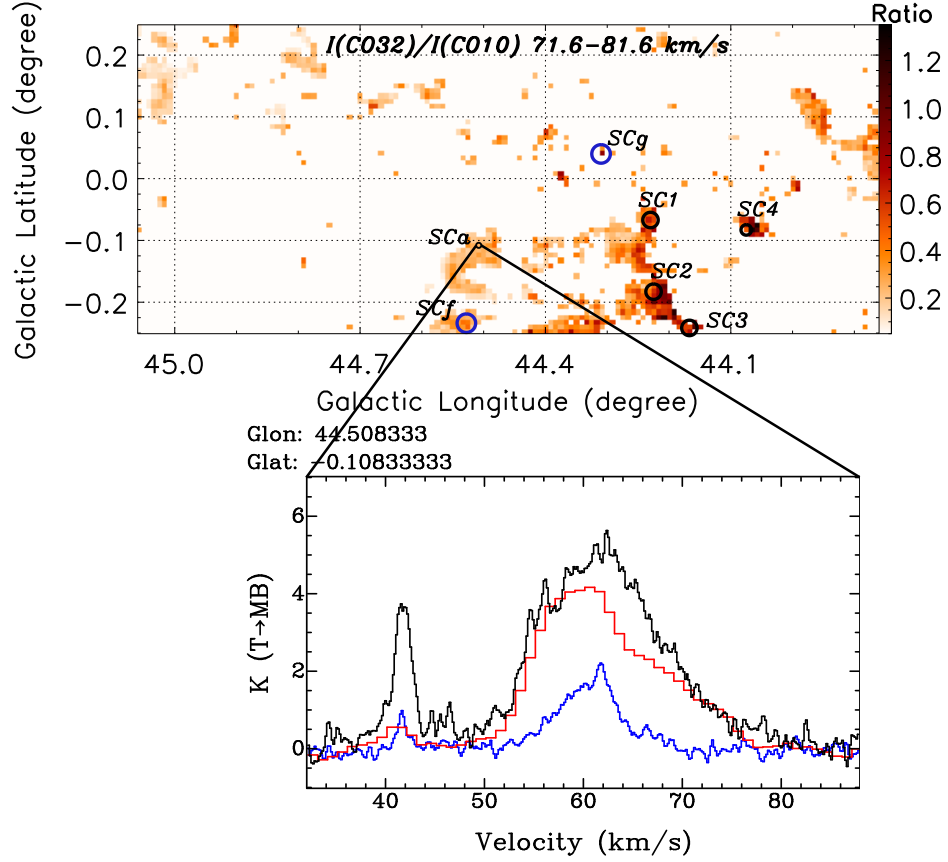 Ratio
I(CO32)/I(CO10) 71.6−81.6 km/s
0.2
0.1
0.0
−0.1
−0.2
Galactic Latitude (degree)
SCg
SC1
SC4
SCa
SC2
SCf
SC3
1.2
1.0
0.8
0.6
0.4
0.2
45.0 44.7 44.4 44.1
Galactic Longitude (degree)
Glon: 44.508333
Glat: −0.10833333
6
4
2
0
K (T→MB)
40 50 60 70 80
Velocity (km/s)